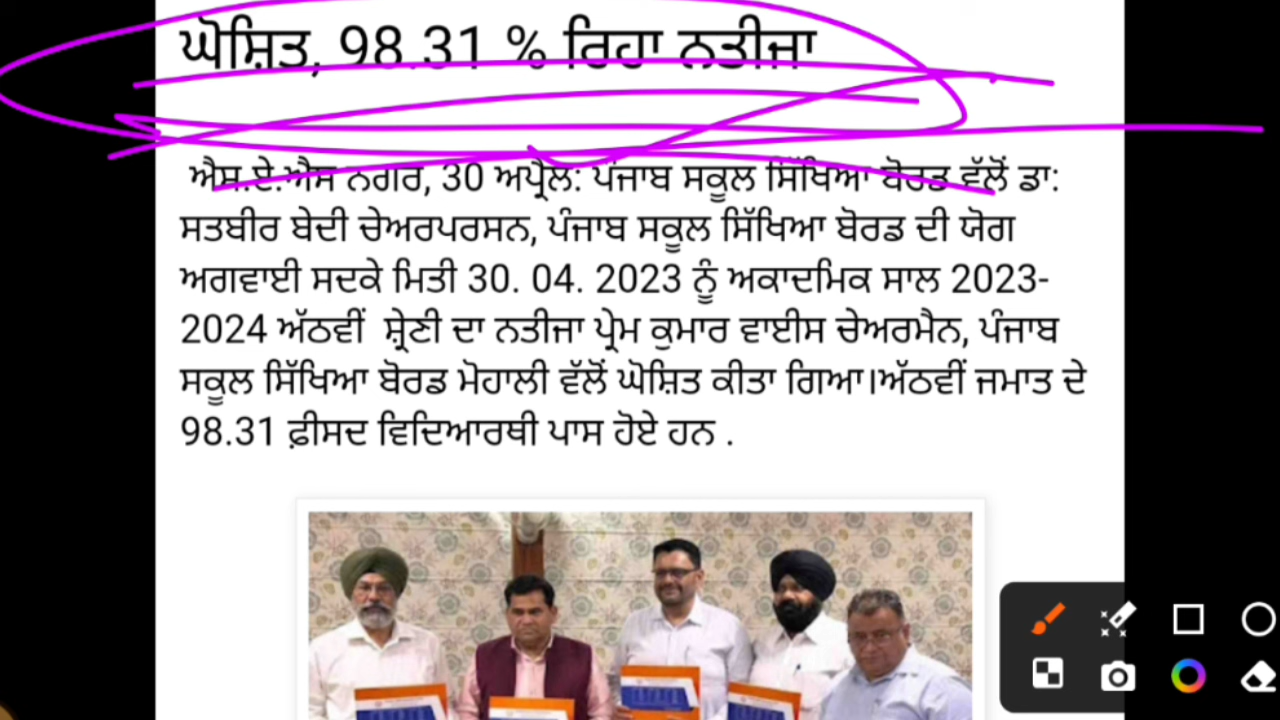 ਘੋਸ਼ਿਤ, 98.31 % ਰਿਹਾ ਨਤੀਜਾ
ਐਸ.ਏ.ਐਸ ਨਗਰ, 30 ਅਪ੍ਰੈਲ: ਪੰਜਾਬ ਸਕੂਲ ਸਿੱਖਿਆ ਬੋਰਡ ਵੱਲੋਂ ਡਾ:
ਸਤਬੀਰ ਬੇਦੀ ਚੇਅਰਪਰਸਨ, ਪੰਜਾਬ ਸਕੂਲ ਸਿੱਖਿਆ ਬੋਰਡ ਦੀ ਯੋਗ
ਅਗਵਾਈ ਸਦਕੇ ਮਿਤੀ 30. 04. 2023 ਨੂੰ ਅਕਾਦਮਿਕ ਸਾਲ 2023-
2024 ਅੱਠਵੀਂ ਸ਼੍ਰੇਣੀ ਦਾ ਨਤੀਜਾ ਪ੍ਰੇਮ ਕੁਮਾਰ ਵਾਈਸ ਚੇਅਰਮੈਨ, ਪੰਜਾਬ
ਸਕੂਲ ਸਿੱਖਿਆ ਬੋਰਡ ਮੋਹਾਲੀ ਵੱਲੋਂ ਘੋਸ਼ਿਤ ਕੀਤਾ ਗਿਆ।ਅੱਠਵੀਂ ਜਮਾਤ ਦੇ
98.31 ਫ਼ੀਸਦ ਵਿਦਿਆਰਥੀ ਪਾਸ ਹੋਏ ਹਨ .